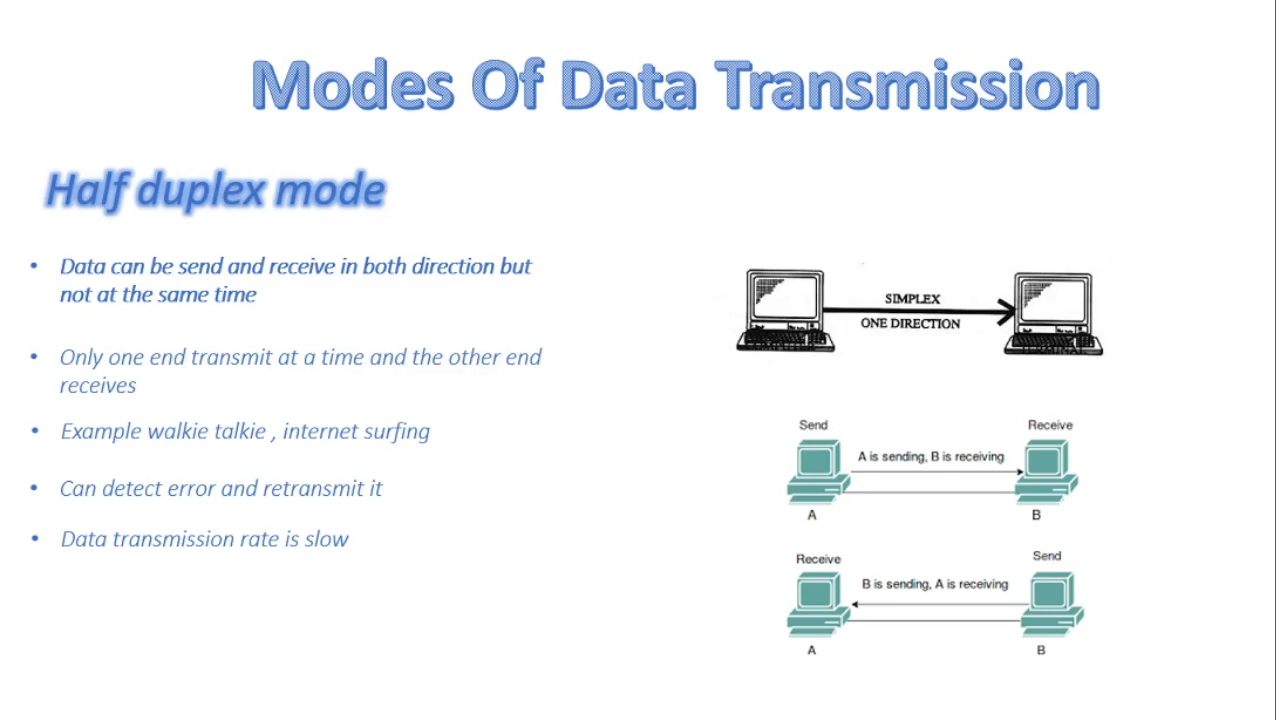 Modes Of Data Transmission
Half duplex mode
• Data can be send and receive in both direction but
not at the same time
• Only one end transmit at a time and the other end
receives
• Example walkie talkie , internet surfing
• Can detect error and retransmit it
• Data transmission rate is slow
SIMPLEX
ONE DIRECTION
Send Receive
A is sending, B is receiving
A B
Receive Send
B is sending, A is receiving
A B